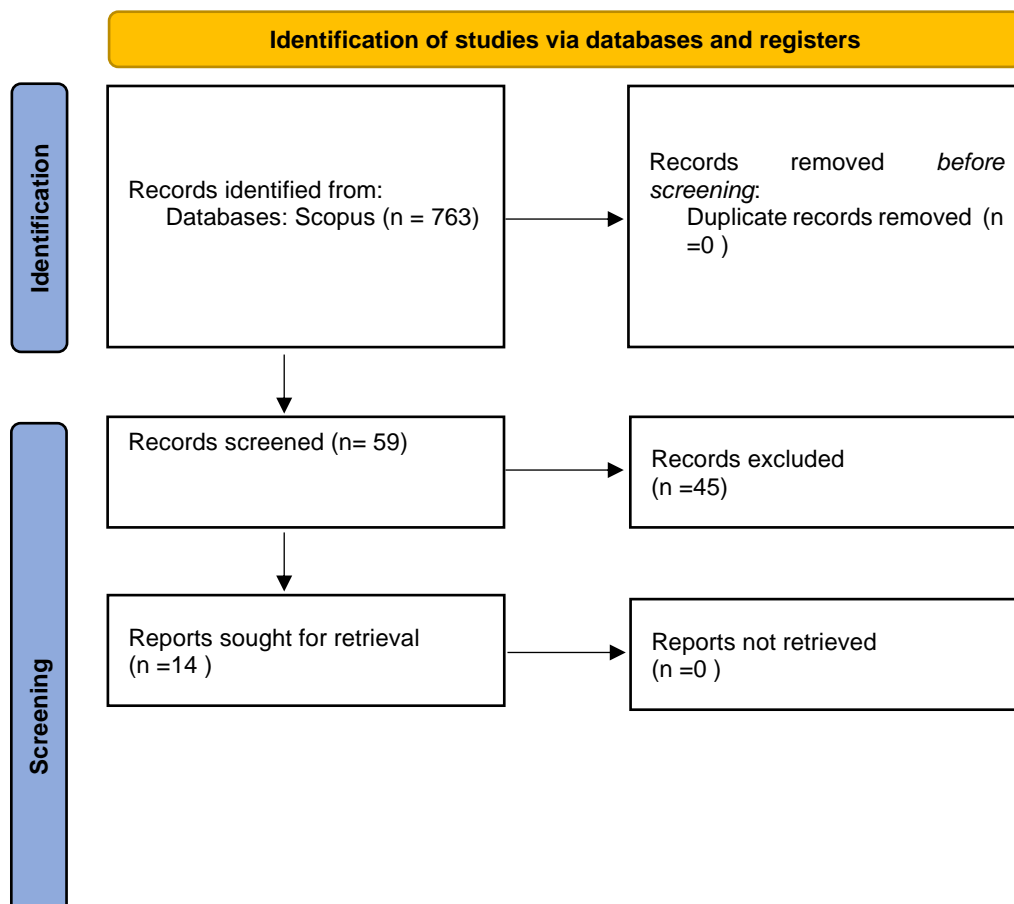 Identification of studies via databases and registers
Identification
Records identified from:
Databases: Scopus (n = 763)
Records removed before
screening:
Duplicate records removed (n
=0 )
Screening
Records screened (n= 59)
Records excluded
(n =45)
Reports sought for retrieval
(n =14 )
Reports not retrieved
(n =0 )